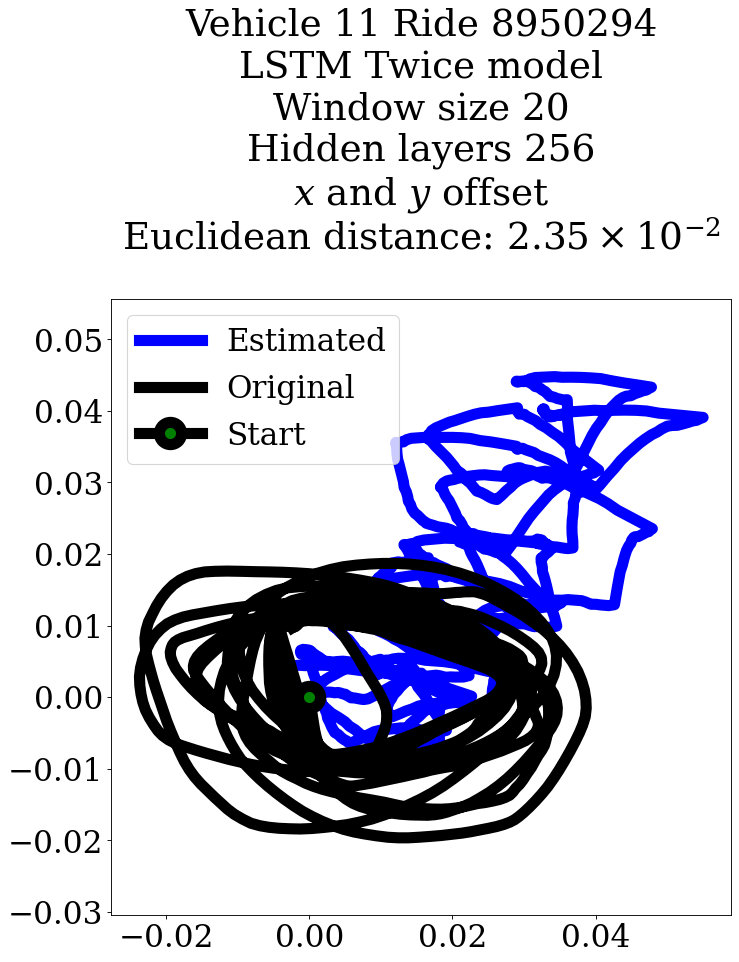 Vehicle 11 Ride 8950294
LSTM Twice model
Window size 20
Hidden layers 256
x and y offset
Euclidean distance: 2.35 × 10⁻²
Estimated
Original
Start
0.05
0.04
0.03
0.02
0.01
0.00
−0.01
−0.02
−0.03
−0.02 0.00 0.02 0.04